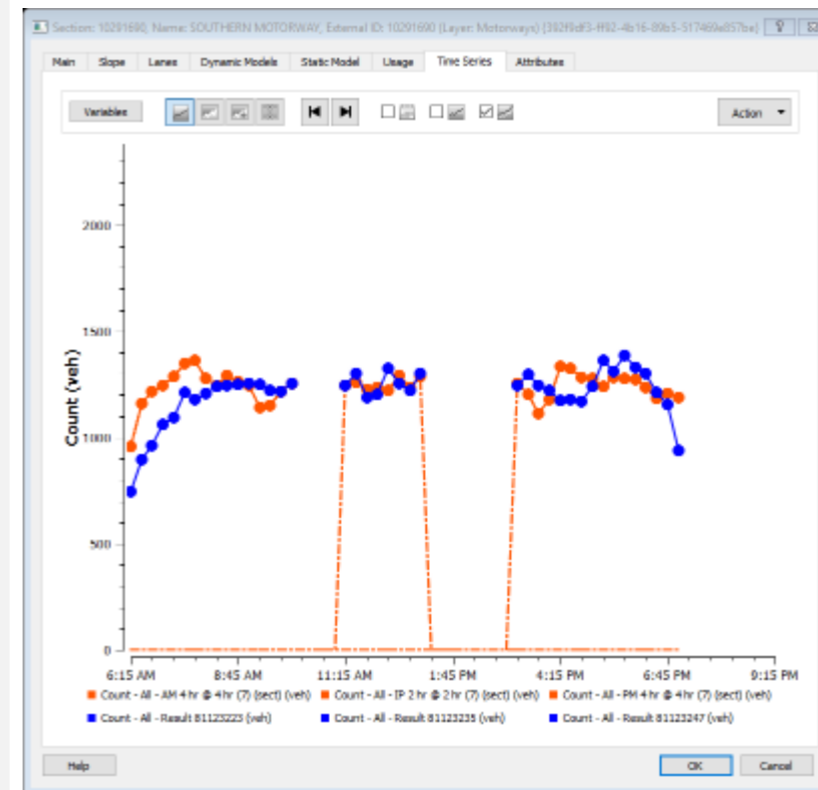 Section: 10291690, Name: SOUTHERN MOTORWAY, External ID: 10291690 (Layer: Motorways)
Main Slope Lanes Dynamic Models Static Model Usage Time Series Attributes
Variables Action
Count (veh)
2000
1500
1000
500
0
6:15 AM 8:45 AM 11:15 AM 1:45 PM 4:15 PM 6:45 PM 9:15 PM
Count - All - AM 4 hr @ 4 hr (7) (sect) (veh) Count - All - IP 2 hr @ 2 hr (7) (sect) (veh) Count - All - PM 4 hr @ 4 hr (7) (sect) (veh)
Count - All - Result 81123223 (veh) Count - All - Result 81123235 (veh) Count - All - Result 81123247 (veh)
Help OK Cancel